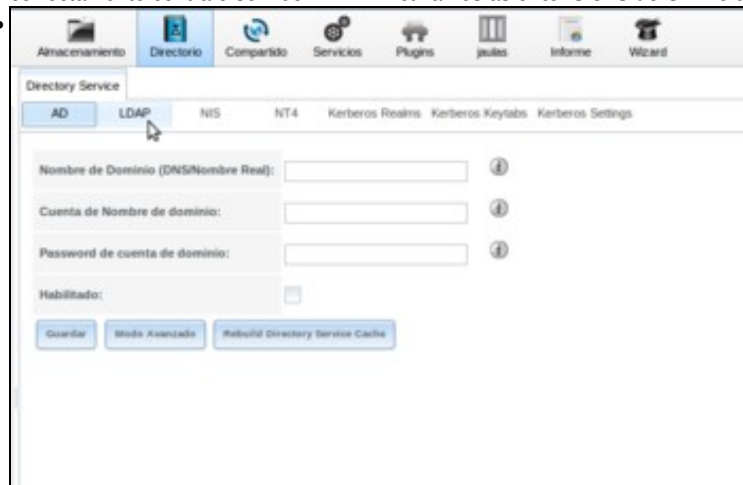 Almacenamiento Directorio Compartido Servicios Plugins jaulas Informe Wizard
Directory Service
AD LDAP NIS NT4 Kerberos Realms Kerberos Keytabs Kerberos Settings
Nombre de Dominio (DNS/Nombre Real):
Cuenta de Nombre de dominio:
Password de cuenta de dominio:
Habilitado:
Guardar Modo Avanzado Rebuild Directory Service Cache